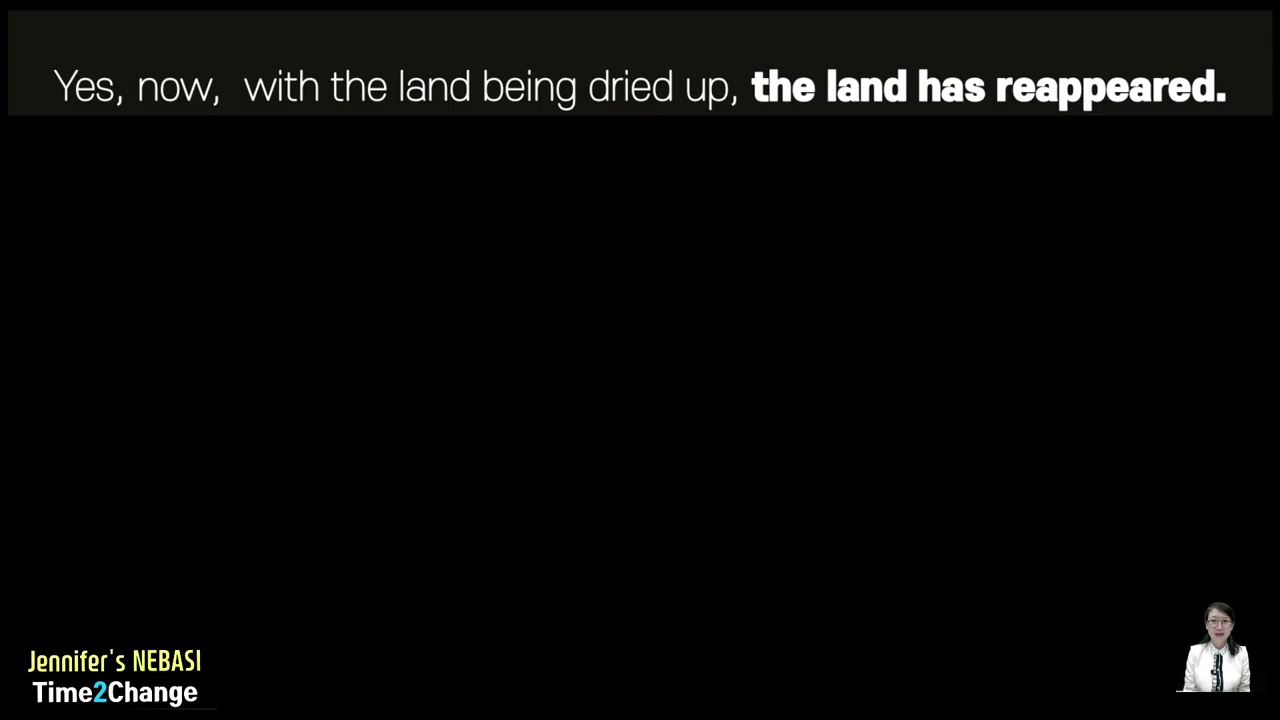 Yes, now, with the land being dried up, the land has reappeared.
Jennifer's NEBASI
Time2Change